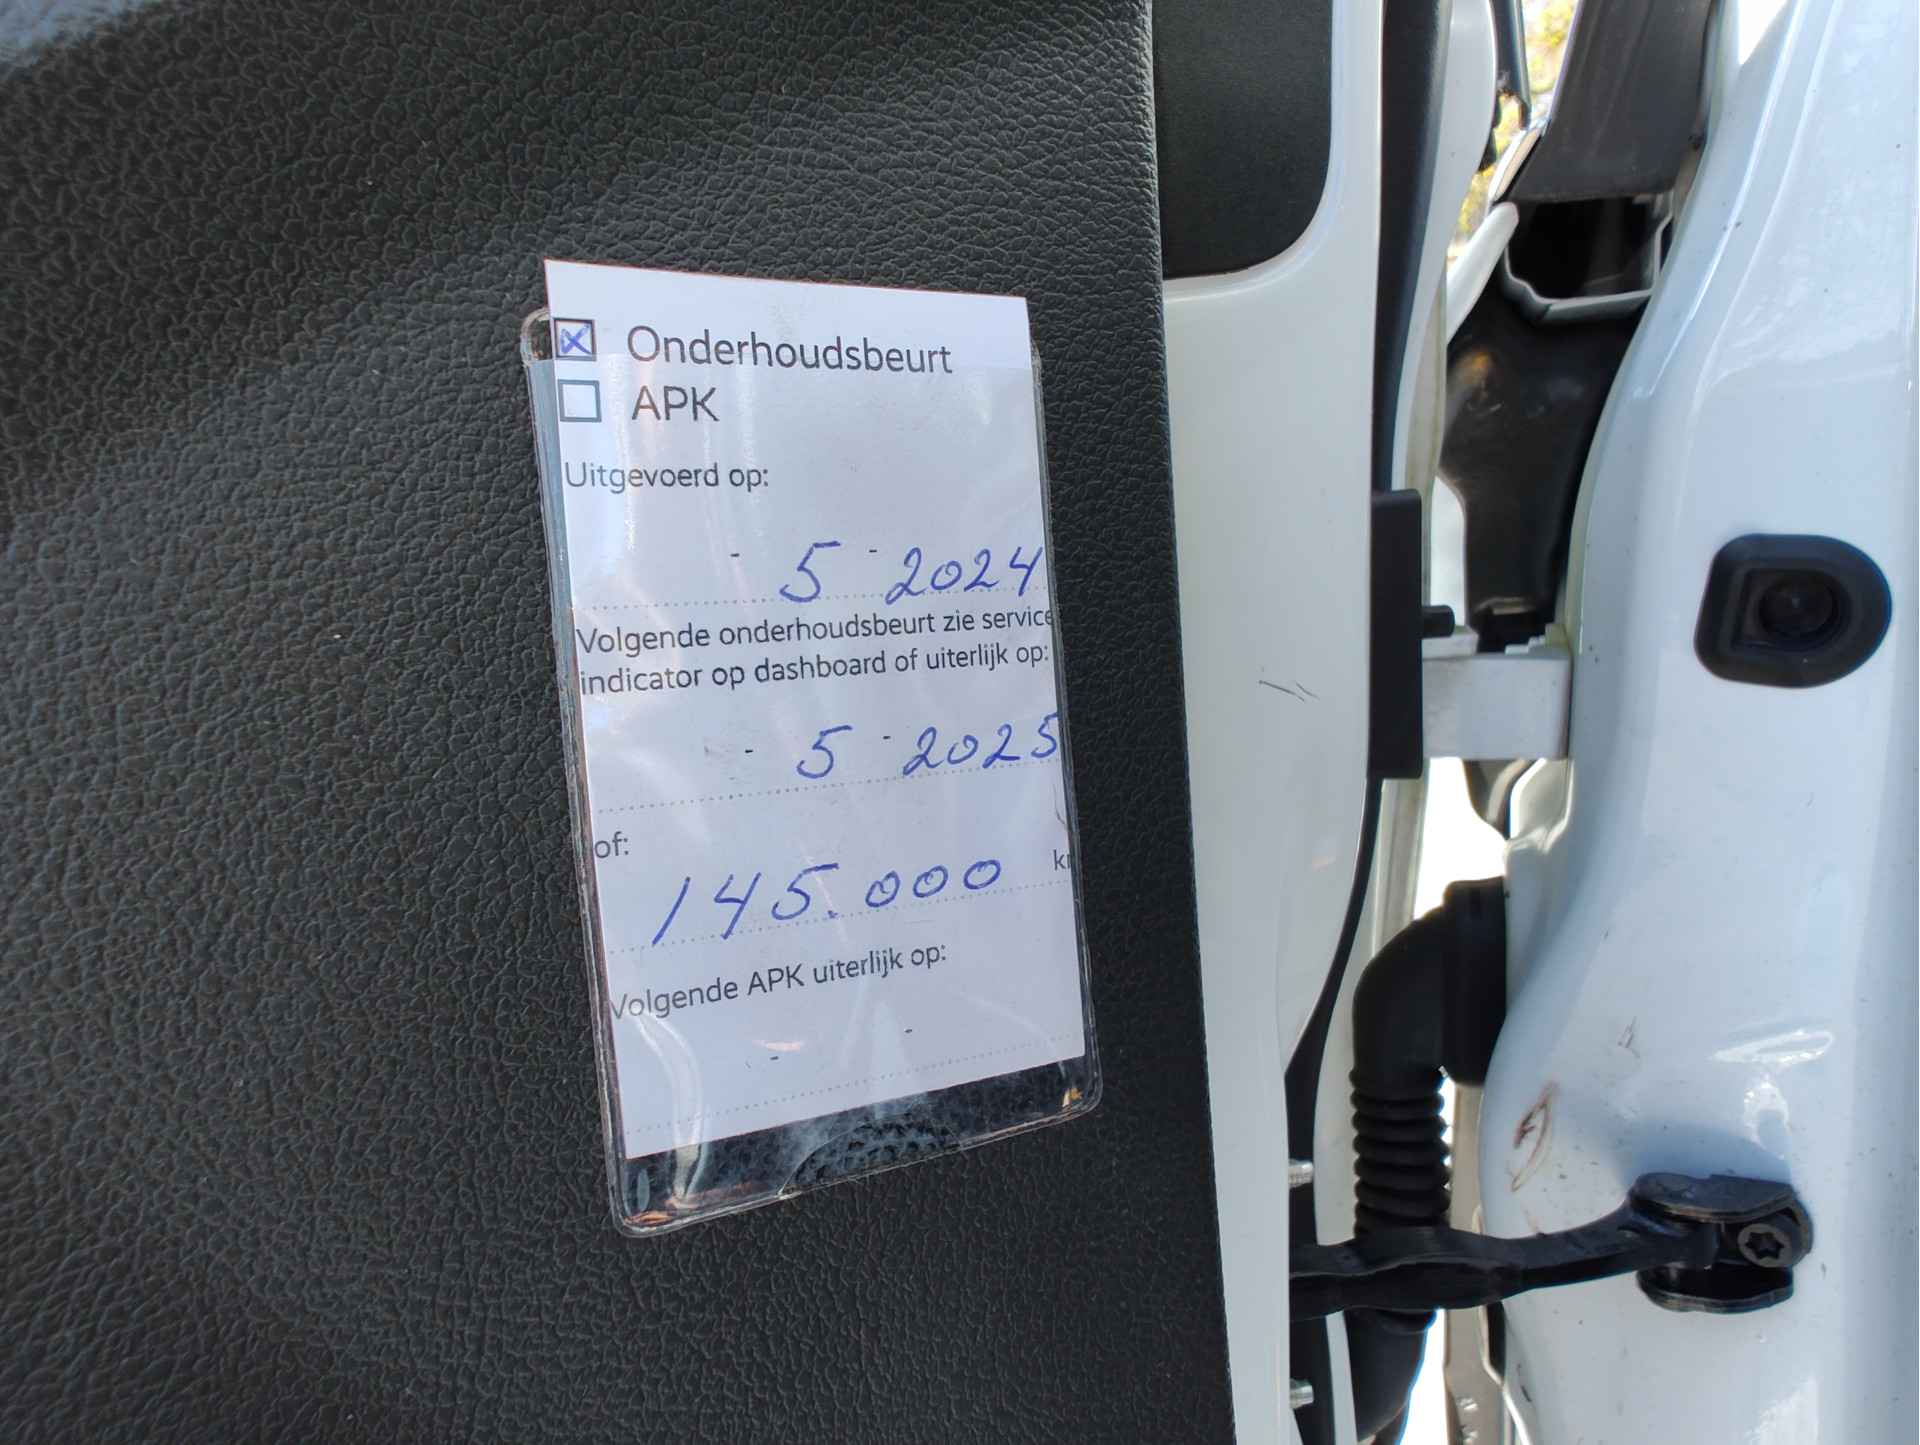 Onderhoudsbeurt
APK
Uitgevoerd op:
- 5 - 2024
Volgende onderhoudsbeurt zie service
indicator op dashboard of uiterlijk op:
- 5 - 2025
of:
145.000 k
Volgende APK uiterlijk op:
- -